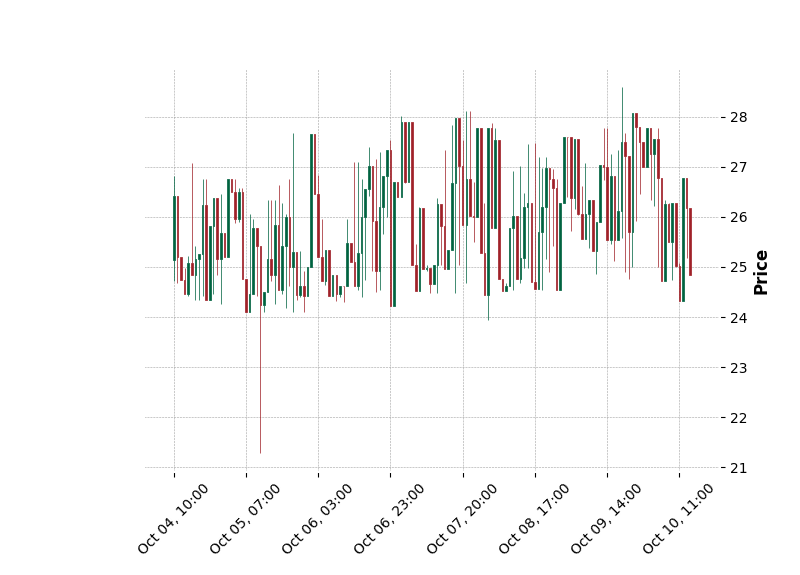 28
27
26
25
24
23
22
21
Price
Oct 04, 10:00
Oct 05, 07:00
Oct 06, 03:00
Oct 06, 23:00
Oct 07, 20:00
Oct 08, 17:00
Oct 09, 14:00
Oct 10, 11:00